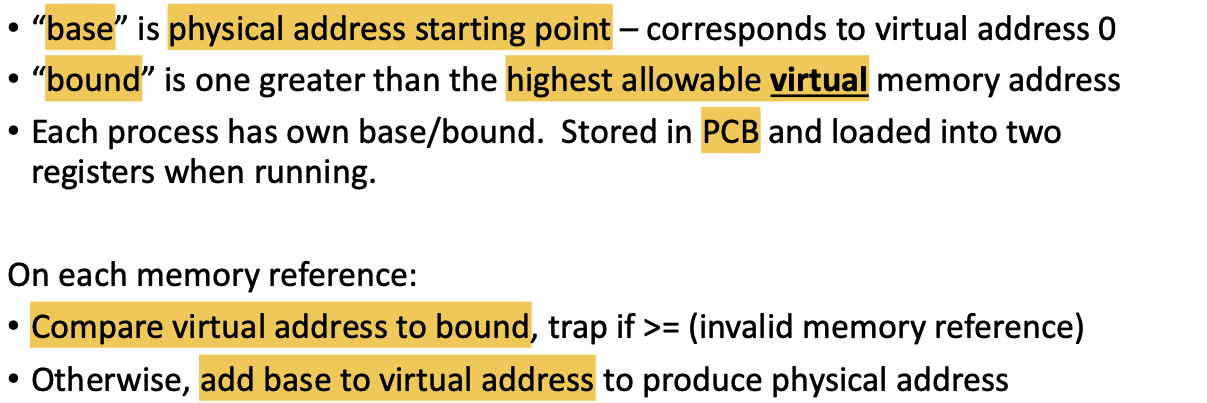 • “base” is physical address starting point – corresponds to virtual address 0
• “bound” is one greater than the highest allowable virtual memory address
• Each process has own base/bound.  Stored in PCB and loaded into two
registers when running.
On each memory reference:
• Compare virtual address to bound, trap if >= (invalid memory reference)
• Otherwise, add base to virtual address to produce physical address